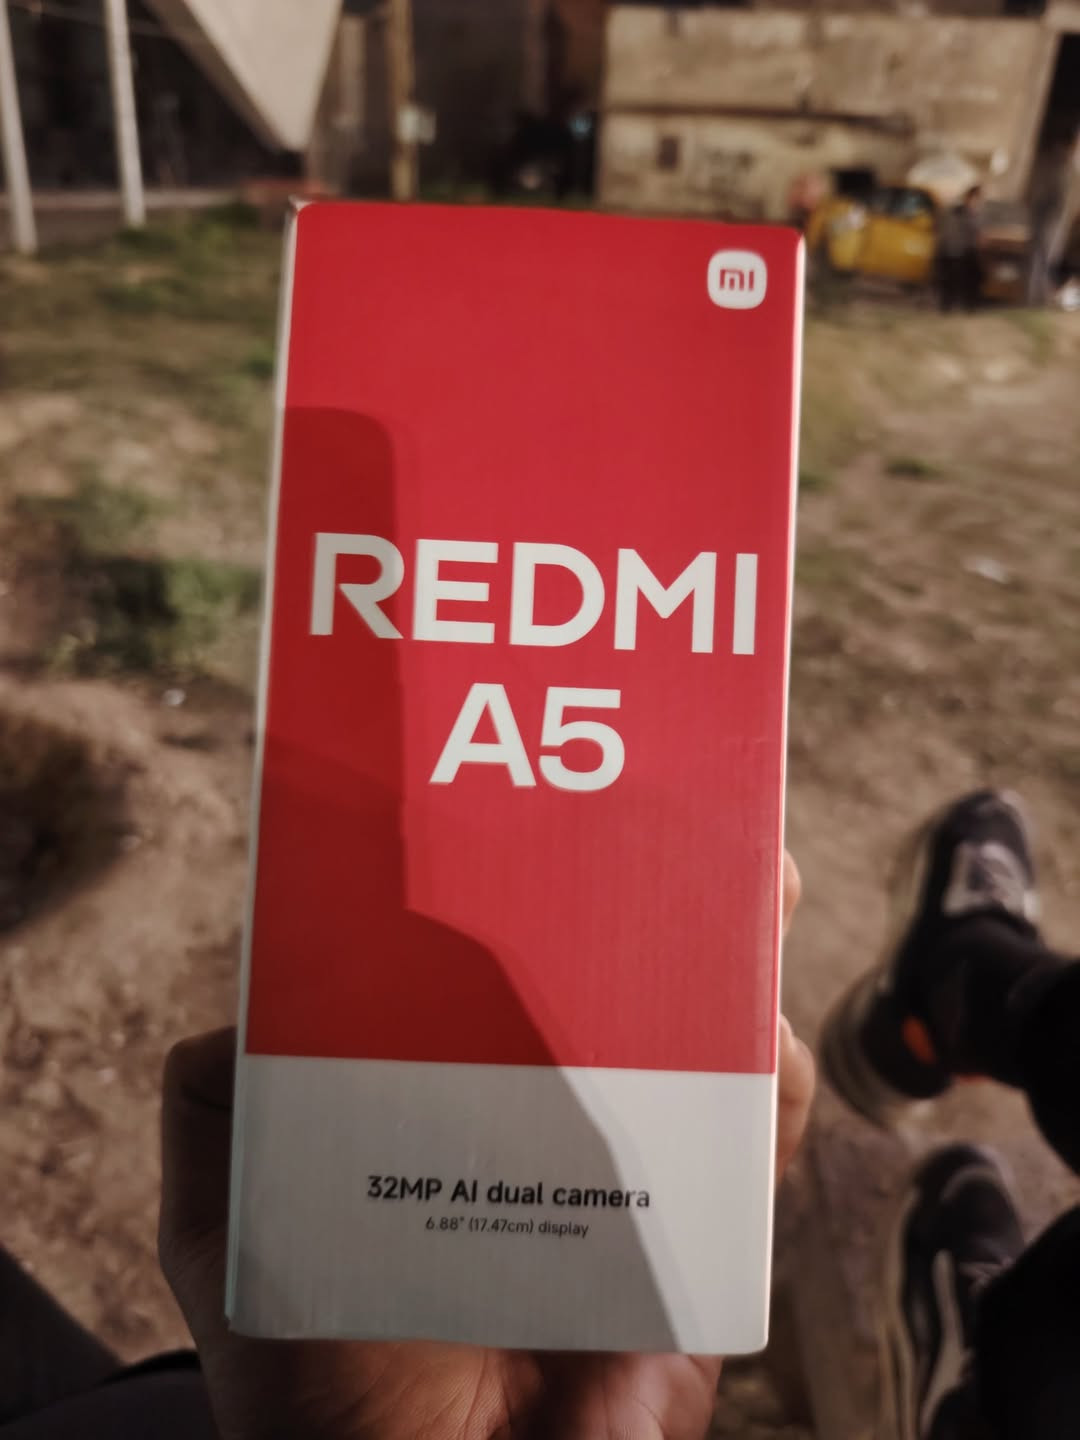 mi
REDMI
A5
32MP AI dual camera
6.88" (17.47cm) display